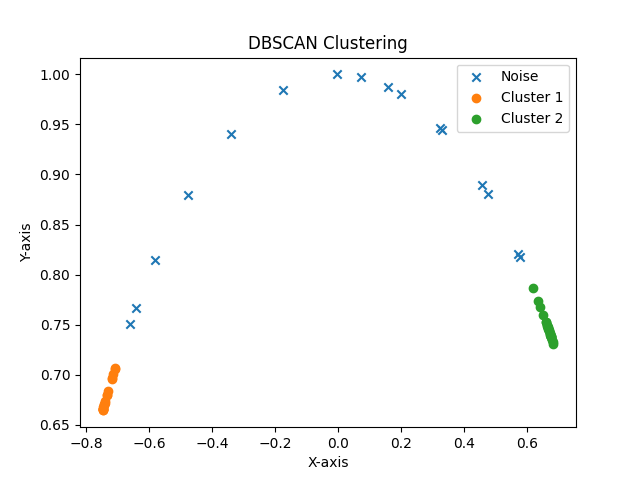 DBSCAN Clustering
Noise
Cluster 1
Cluster 2
1.00
0.95
0.90
0.85
0.80
0.75
0.70
0.65
Y-axis
−0.8 −0.6 −0.4 −0.2 0.0 0.2 0.4 0.6
X-axis